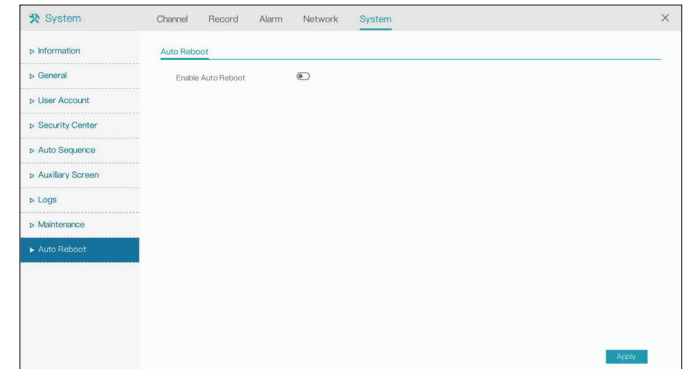 System
Channel Record Alarm Network System
Information
General
User Account
Security Center
Auto Sequence
Auxiliary Screen
Logs
Maintenance
Auto Reboot
Auto Reboot
Enable Auto Reboot
Apply